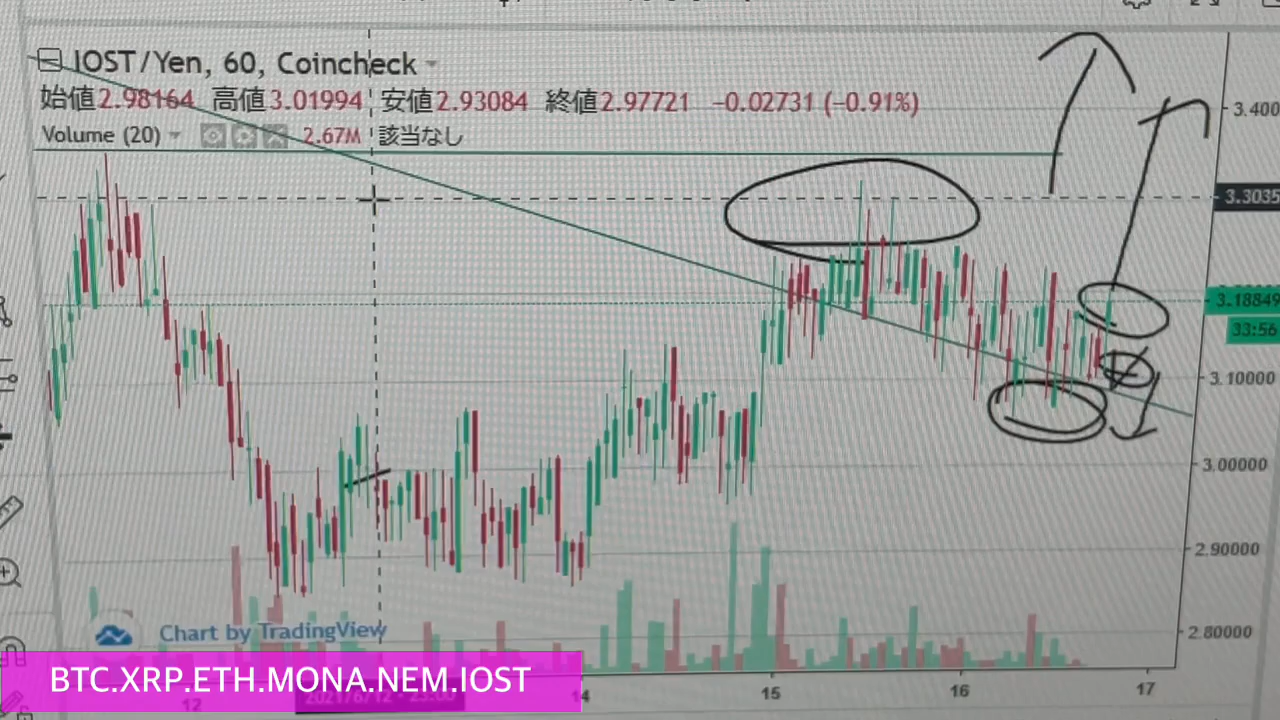 IOST/Yen, 60, Coincheck
始値2.98164 高値3.01994 安値2.93084 終値2.97721 −0.02731 (−0.91%)
Volume (20) 2.67M 該当なし
3.400
3.3035
3.18849
33:56
3.10000
3.00000
2.90000
2.80000
Chart by TradingView
BTC.XRP.ETH.MONA.NEM.IOST
12
14
15
16
17